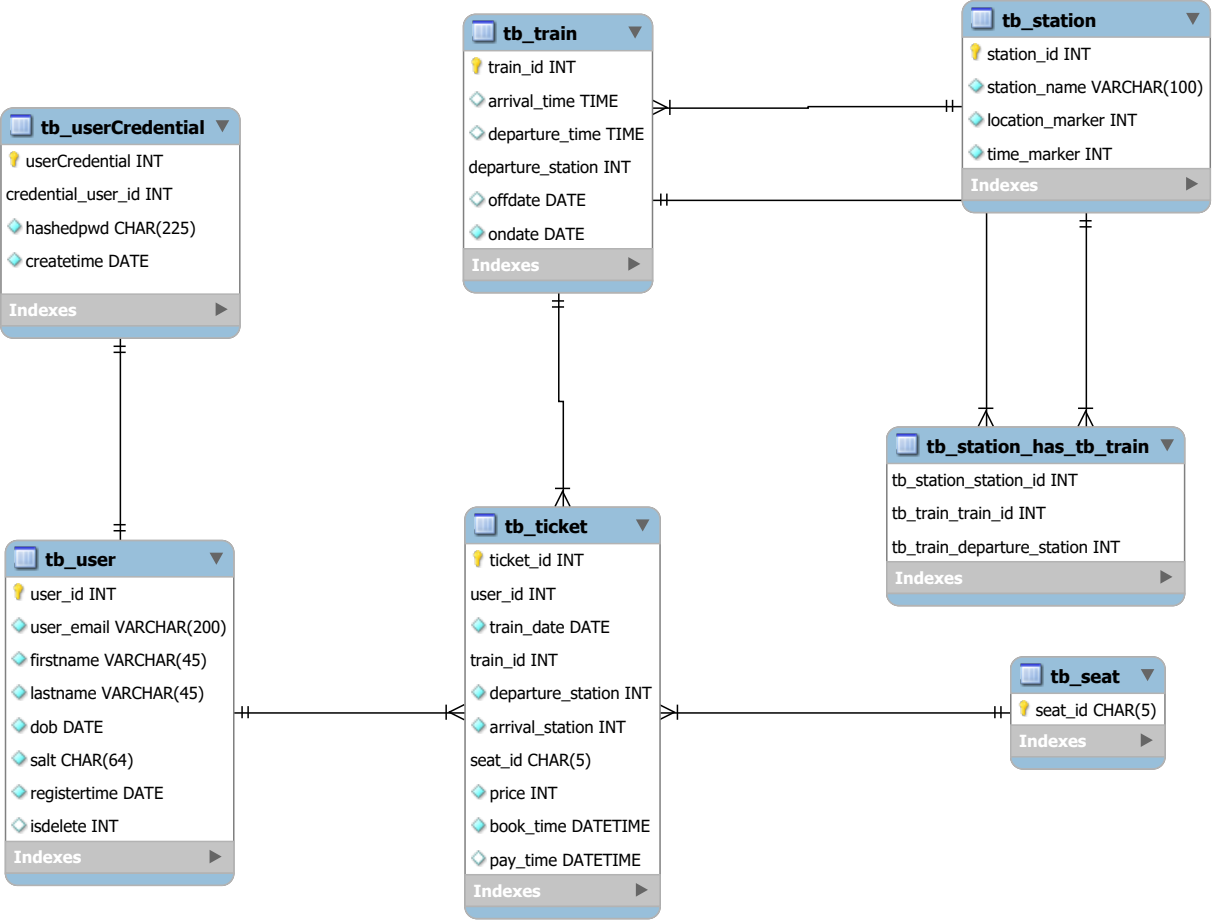 tb_userCredential
userCredential INT
credential_user_id INT
hashedpwd CHAR(225)
createtime DATE
Indexes
tb_train
train_id INT
arrival_time TIME
departure_time TIME
departure_station INT
offdate DATE
ondate DATE
Indexes
tb_station
station_id INT
station_name VARCHAR(100)
location_marker INT
time_marker INT
Indexes
tb_station_has_tb_train
tb_station_station_id INT
tb_train_train_id INT
tb_train_departure_station INT
Indexes
tb_user
user_id INT
user_email VARCHAR(200)
firstname VARCHAR(45)
lastname VARCHAR(45)
dob DATE
salt CHAR(64)
registertime DATE
isdelete INT
Indexes
tb_ticket
ticket_id INT
user_id INT
train_date DATE
train_id INT
departure_station INT
arrival_station INT
seat_id CHAR(5)
price INT
book_time DATETIME
pay_time DATETIME
Indexes
tb_seat
seat_id CHAR(5)
Indexes